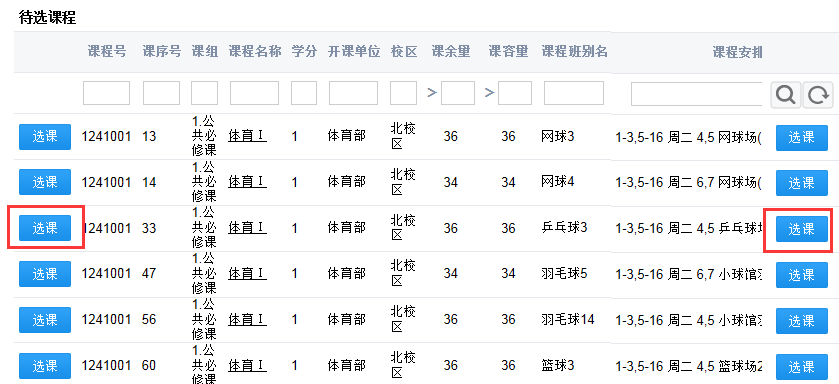 待选课程
课程号 课序号 课组 课程名称 学分 开课单位 校区 课余量 课容量 课程班别名 课程安排
> >
选课 1241001 13 1.公共必修课 体育Ⅰ 1 体育部 北校区 36 36 网球3 1-3,5-16 周二 4,5 网球场( 选课
选课 1241001 14 1.公共必修课 体育Ⅰ 1 体育部 北校区 34 34 网球4 1-3,5-16 周二 6,7 网球场( 选课
选课 1241001 33 1.公共必修课 体育Ⅰ 1 体育部 北校区 36 36 乒乓球3 1-3,5-16 周二 4,5 乒乓球场 选课
选课 1241001 47 1.公共必修课 体育Ⅰ 1 体育部 北校区 34 34 羽毛球5 1-3,5-16 周二 6,7 小球馆 选课
选课 1241001 56 1.公共必修课 体育Ⅰ 1 体育部 北校区 36 36 羽毛球14 1-3,5-16 周二 4,5 小球馆 选课
选课 1241001 60 1.公共必修课 体育Ⅰ 1 体育部 北校区 36 36 篮球3 1-3,5-16 周二 4,5 篮球场2 选课